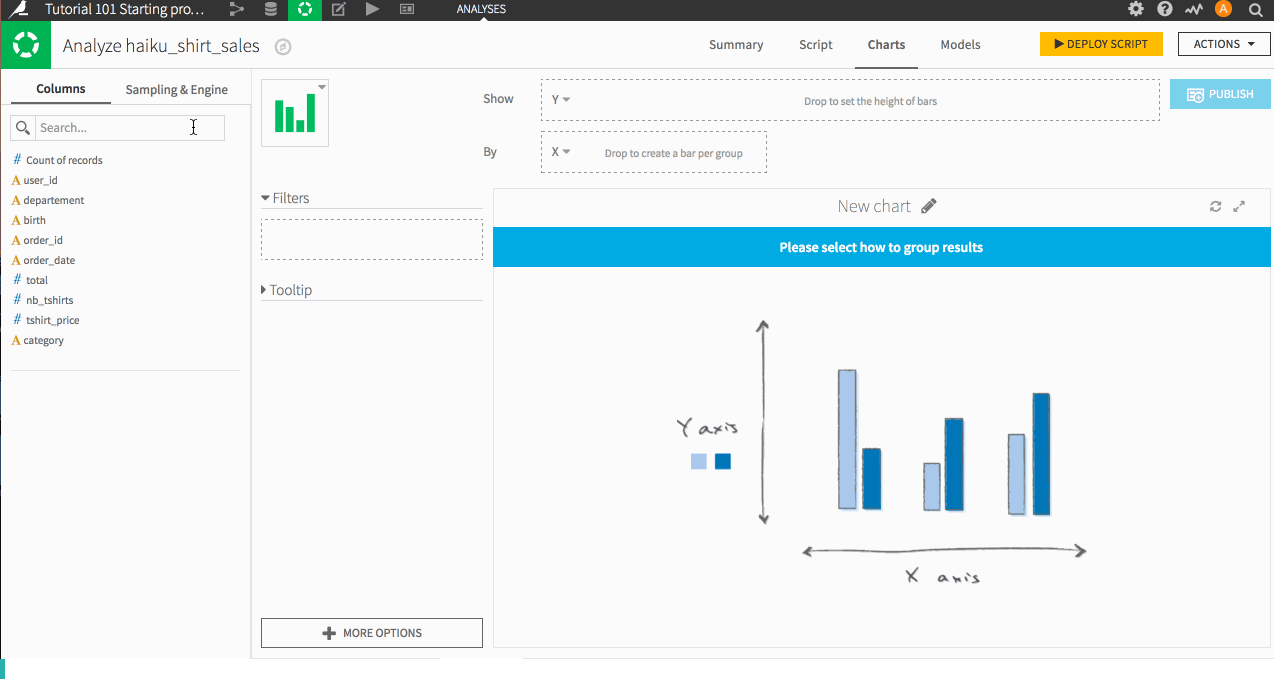 Tutorial 101 Starting pro...
ANALYSES
A
Analyze haiku_shirt_sales
Summary
Script
Charts
Models
DEPLOY SCRIPT
ACTIONS
Columns
Sampling & Engine
Search...
# Count of records
A user_id
A departement
A birth
A order_id
A order_date
# total
# nb_tshirts
# tshirt_price
A category
Show
Y
Drop to set the height of bars
PUBLISH
By
X
Drop to create a bar per group
Filters
Tooltip
MORE OPTIONS
New chart
Please select how to group results
Y axis
X axis